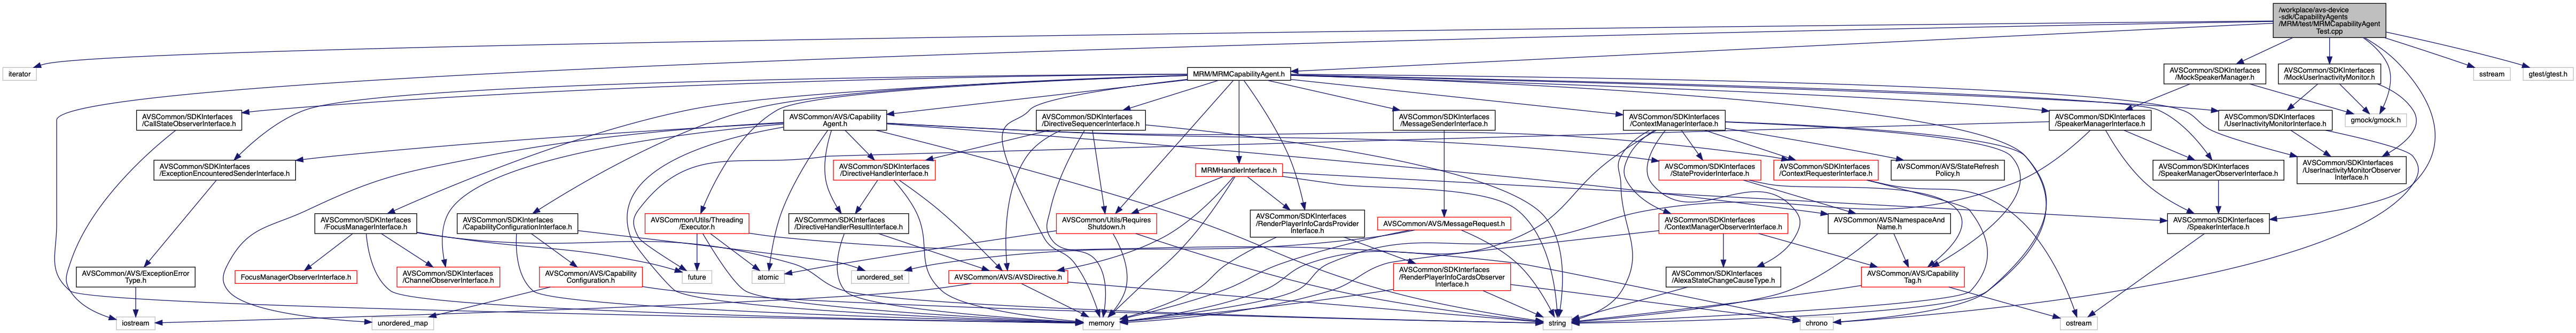 /workplace/avs-device
-sdk/CapabilityAgents
/MRM/test/MRMCapabilityAgent
Test.cpp
iterator
MRM/MRMCapabilityAgent.h
AVSCommon/SDKInterfaces
/MockSpeakerManager.h
AVSCommon/SDKInterfaces
/MockUserInactivityMonitor.h
sstream
gtest/gtest.h
AVSCommon/SDKInterfaces
/CallStateObserverInterface.h
AVSCommon/AVS/Capability
Agent.h
AVSCommon/SDKInterfaces
/DirectiveSequencerInterface.h
AVSCommon/SDKInterfaces
/MessageSenderInterface.h
AVSCommon/SDKInterfaces
/ContextManagerInterface.h
AVSCommon/SDKInterfaces
/SpeakerManagerInterface.h
AVSCommon/SDKInterfaces
/UserInactivityMonitorInterface.h
gmock/gmock.h
AVSCommon/SDKInterfaces
/ExceptionEncounteredSenderInterface.h
AVSCommon/SDKInterfaces
/DirectiveHandlerInterface.h
MRMHandlerInterface.h
AVSCommon/SDKInterfaces
/StateProviderInterface.h
AVSCommon/SDKInterfaces
/ContextRequesterInterface.h
AVSCommon/AVS/StateRefresh
Policy.h
AVSCommon/SDKInterfaces
/SpeakerManagerObserverInterface.h
AVSCommon/SDKInterfaces
/UserInactivityMonitorObserver
Interface.h
AVSCommon/SDKInterfaces
/FocusManagerInterface.h
AVSCommon/SDKInterfaces
/CapabilityConfigurationInterface.h
AVSCommon/Utils/Threading
/Executor.h
AVSCommon/SDKInterfaces
/DirectiveHandlerResultInterface.h
AVSCommon/Utils/Requires
Shutdown.h
AVSCommon/SDKInterfaces
/RenderPlayerInfoCardsProvider
Interface.h
AVSCommon/AVS/MessageRequest.h
AVSCommon/SDKInterfaces
/ContextManagerObserverInterface.h
AVSCommon/AVS/NamespaceAnd
Name.h
AVSCommon/SDKInterfaces
/SpeakerInterface.h
AVSCommon/AVS/ExceptionError
Type.h
FocusManagerObserverInterface.h
AVSCommon/SDKInterfaces
/ChannelObserverInterface.h
AVSCommon/AVS/Capability
Configuration.h
future
atomic
unordered_set
AVSCommon/AVS/AVSDirective.h
AVSCommon/SDKInterfaces
/RenderPlayerInfoCardsObserver
Interface.h
AVSCommon/SDKInterfaces
/AlexaStateChangeCauseType.h
AVSCommon/AVS/Capability
Tag.h
iostream
unordered_map
memory
string
chrono
ostream